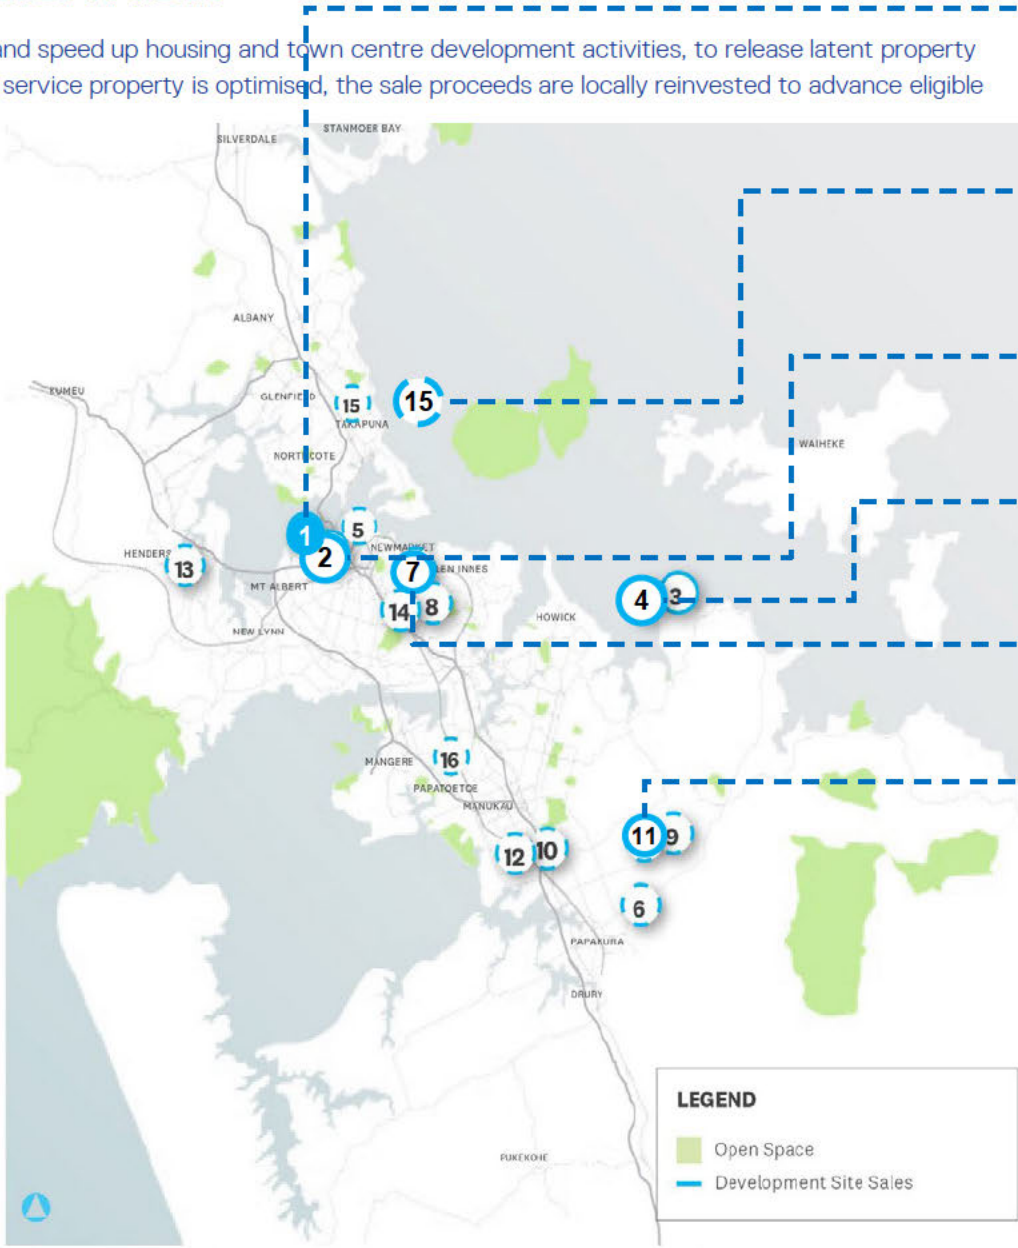 and speed up housing and town centre development activities, to release latent property
service property is optimised, the sale proceeds are locally reinvested to advance eligible
STANMOER BAY
SILVERDALE
ALBANY
KUMEU
GLENFIELD
15
15
TAKAPUNA
WAIHEKE
NORTHCOTE
1
5
2
NEWMARKET
HENDERS
13
7
LEN INNES
MT ALBERT
4
3
14
8
HOWICK
NEW LYNN
MANGERE
16
PAPATOETOE
MANUKAU
11
9
12
10
6
PAPAKURA
DRURY
LEGEND
Open Space
PUKEKOHE
Development Site Sales